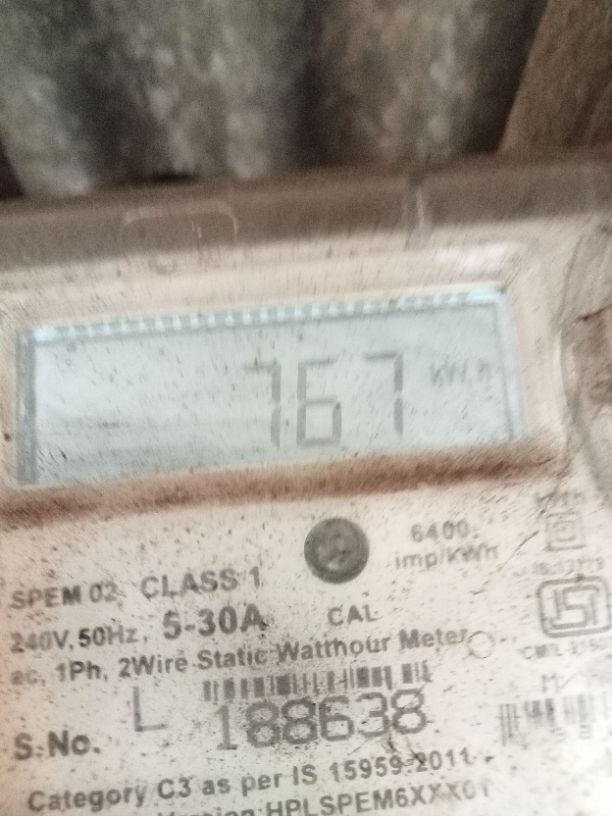 767 kW.h
6400
imp/kWh
SPEM 02 CLASS 1
240V, 50Hz, 5-30A CAL
ac, 1Ph, 2Wire Static Watthour Meter
S.No. L 188638
Category C3 as per IS 15959:2011